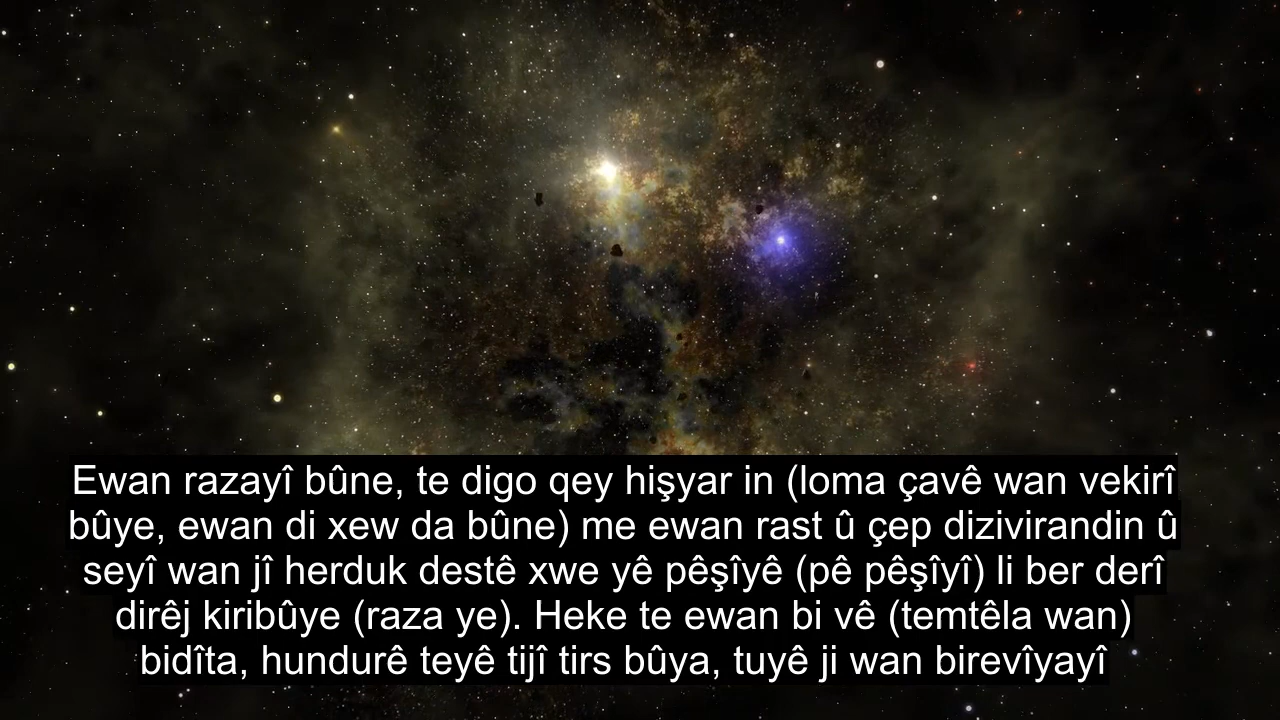 Ewan razayî bûne, te digo qey hişyar in (loma çavê wan vekirî
bûye, ewan di xew da bûne) me ewan rast û çep dizivirandin û
seyî wan jî herduk destê xwe yê pêşîyê (pê pêşîyî) li ber derî
dirêj kiribûye (raza ye). Heke te ewan bi vê (temtêla wan)
bidîta, hundurê teyê tijî tirs bûya, tuyê ji wan birevîyayî